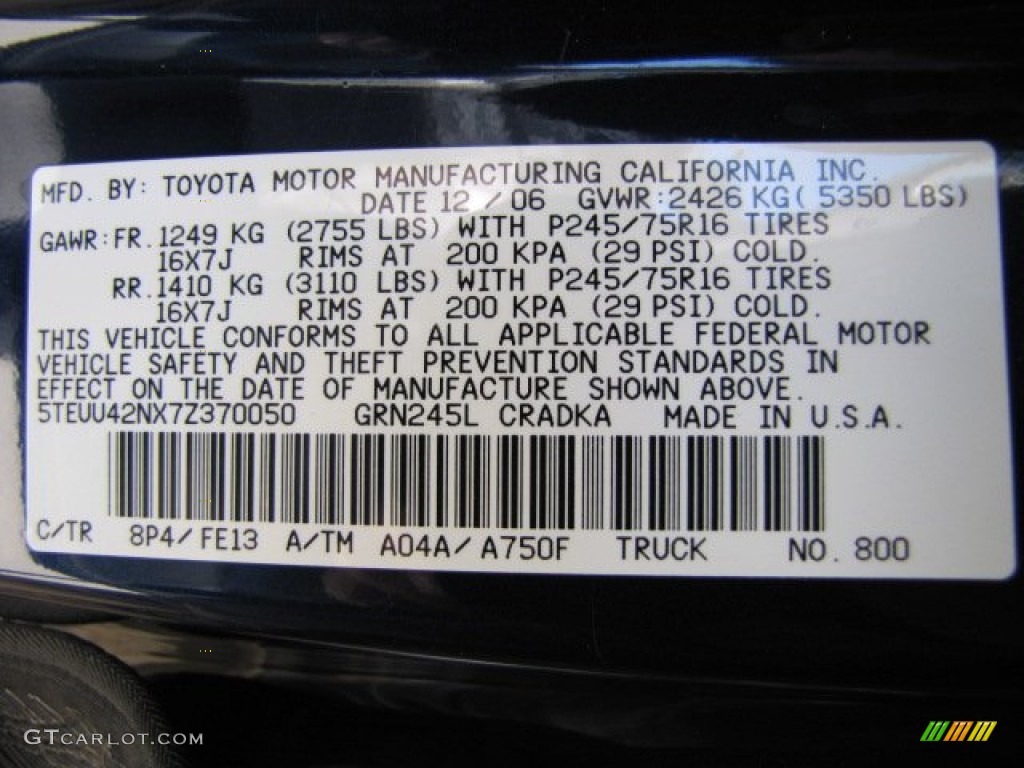 MFD. BY: TOYOTA MOTOR MANUFACTURING CALIFORNIA INC.
DATE 12 / 06 GVWR:2426 KG( 5350 LBS)
GAWR:FR. 1249 KG (2755 LBS) WITH P245/75R16 TIRES
16X7J RIMS AT 200 KPA (29 PSI) COLD.
RR. 1410 KG (3110 LBS) WITH P245/75R16 TIRES
16X7J RIMS AT 200 KPA (29 PSI) COLD.
THIS VEHICLE CONFORMS TO ALL APPLICABLE FEDERAL MOTOR
VEHICLE SAFETY AND THEFT PREVENTION STANDARDS IN
EFFECT ON THE DATE OF MANUFACTURE SHOWN ABOVE.
5TEUU42NX7Z370050 GRN245L CRADKA MADE IN U.S.A.
C/TR 8P4/ FE13 A/TM A04A/ A750F TRUCK NO. 800
GTCARLOT.COM